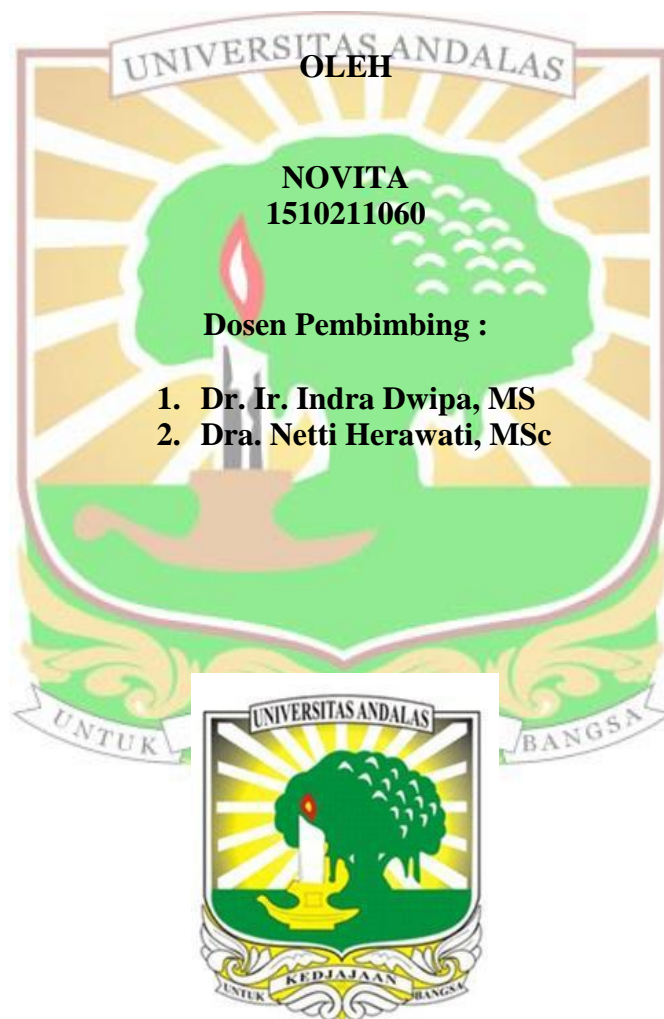 UNIVERSITAS ANDALAS
OLEH
NOVITA
1510211060
Dosen Pembimbing :
1. Dr. Ir. Indra Dwipa, MS
2. Dra. Netti Herawati, MSc
UNTUK BANGSA
UNIVERSITAS ANDALAS
KEDJAJAAN
UNTUK BANGSA